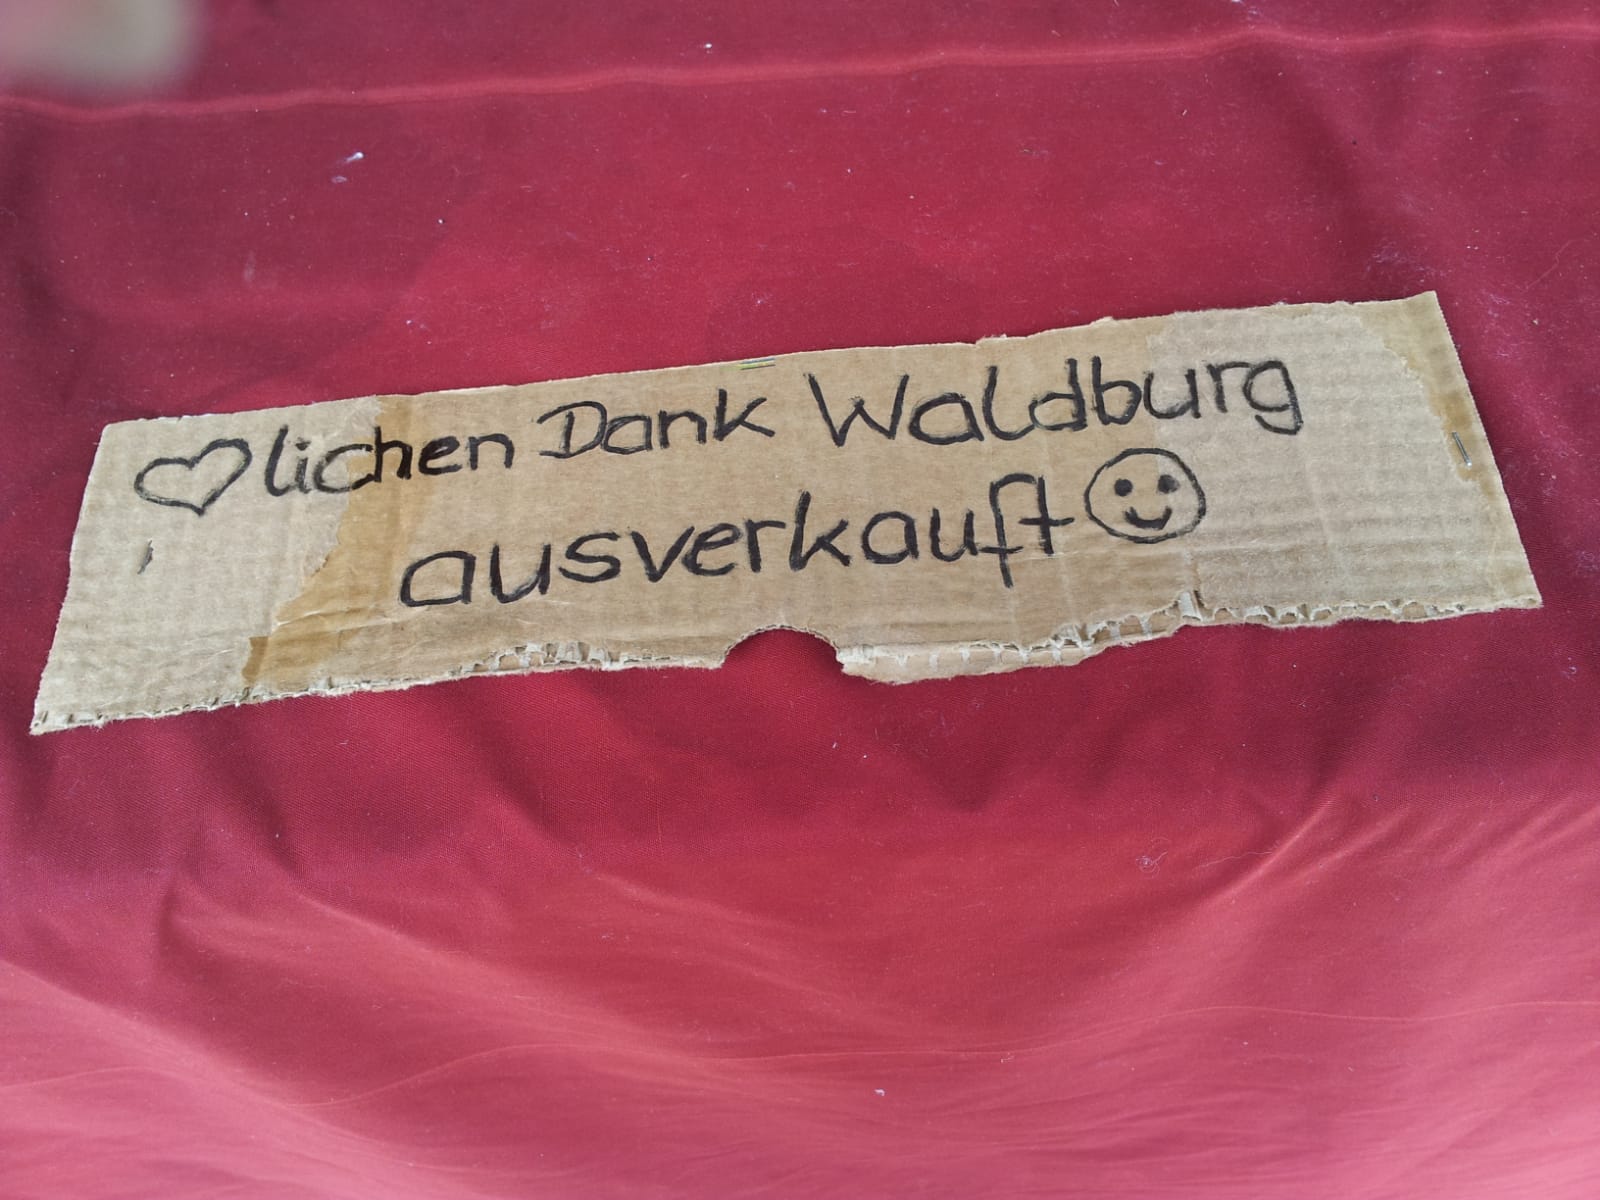 ♡lichen Dank Waldburg
ausverkauft ☺